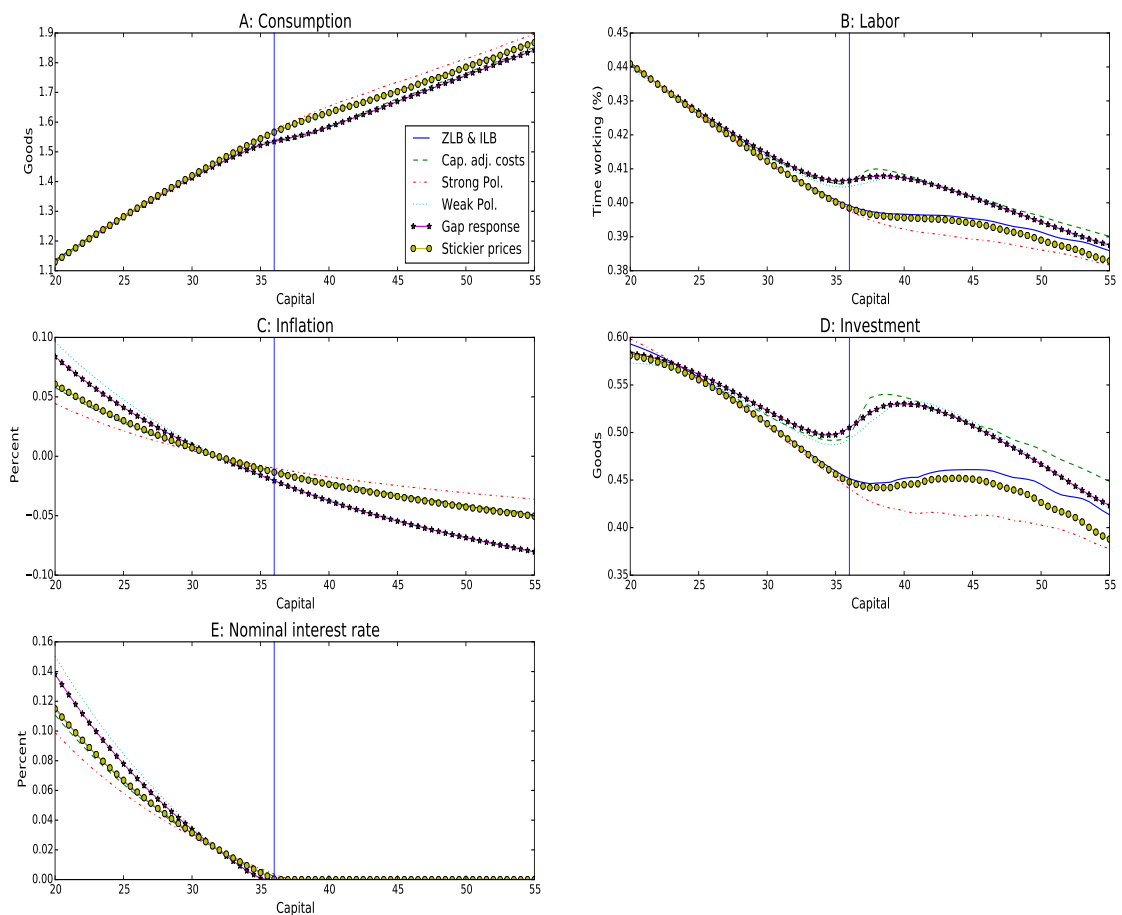 A: Consumption
1.9
1.8
1.7
1.6
1.5
1.4
1.3
1.2
1.1
Goods
20 25 30 35 40 45 50 55
Capital
ZLB & ILB
Cap. adj. costs
Strong Pol.
Weak Pol.
Gap response
Stickier prices
B: Labor
0.45
0.44
0.43
0.42
0.41
0.40
0.39
0.38
Time working (%)
20 25 30 35 40 45 50 55
Capital
C: Inflation
0.10
0.05
0.00
−0.05
−0.10
Percent
20 25 30 35 40 45 50 55
Capital
D: Investment
0.60
0.55
0.50
0.45
0.40
0.35
Goods
20 25 30 35 40 45 50 55
Capital
E: Nominal interest rate
0.16
0.14
0.12
0.10
0.08
0.06
0.04
0.02
0.00
Percent
20 25 30 35 40 45 50 55
Capital